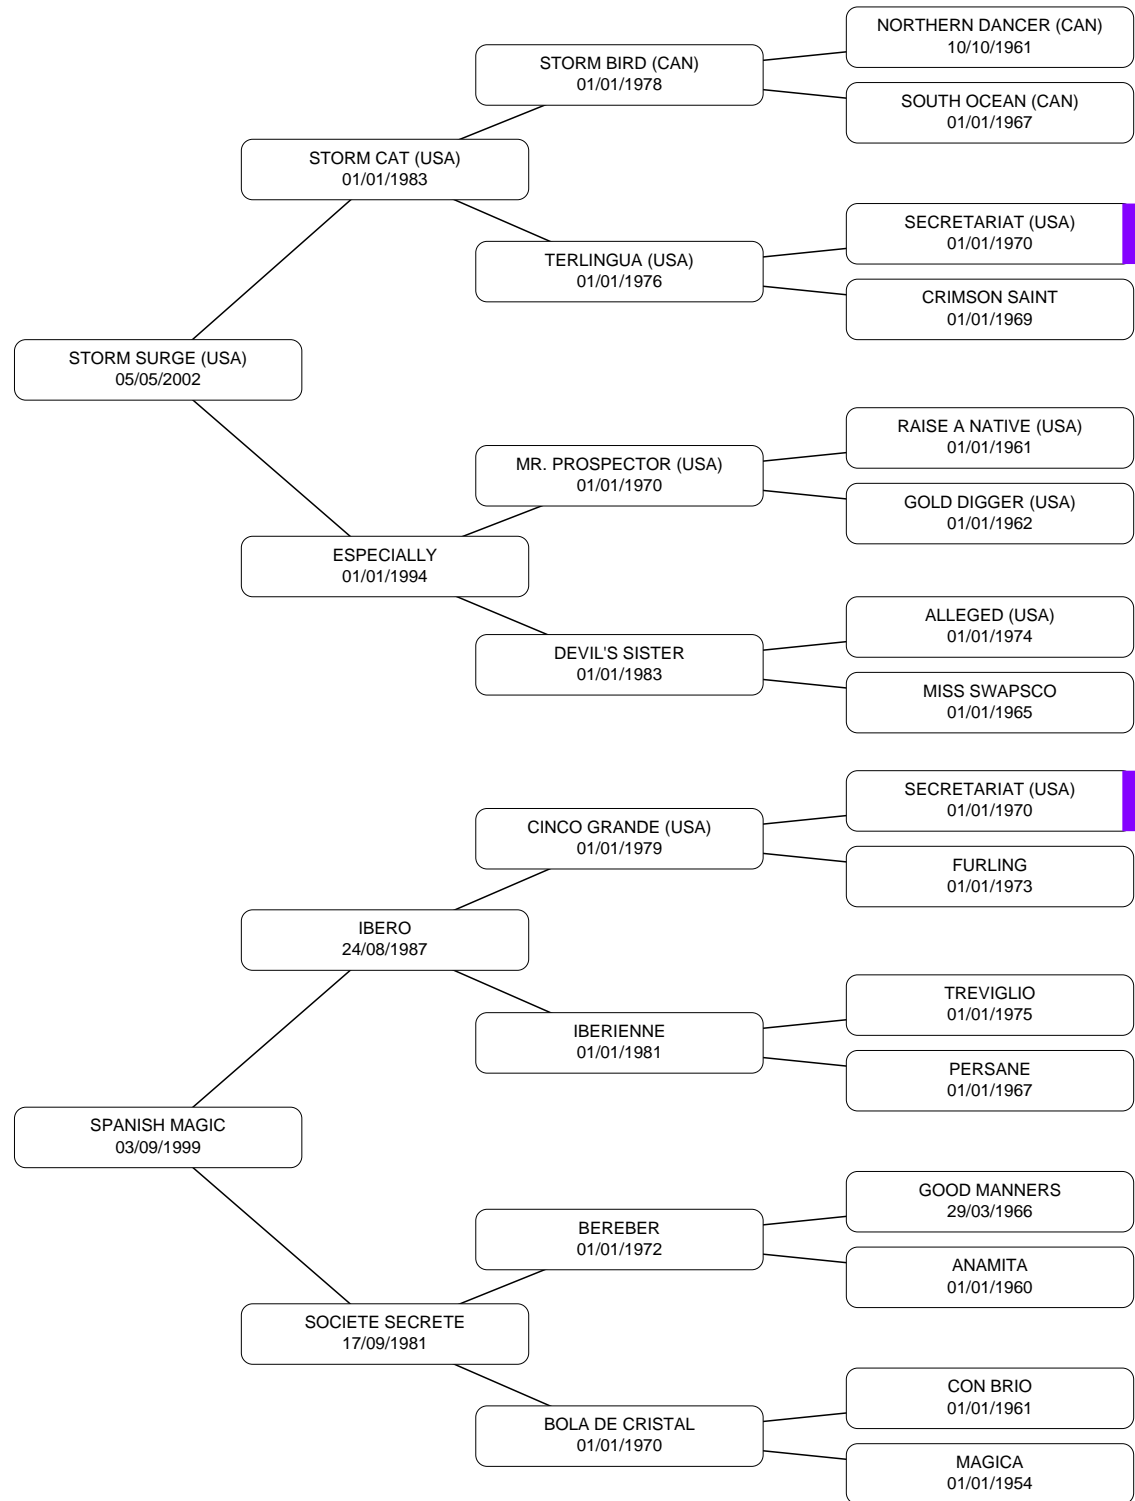 NORTHERN DANCER (CAN)
10/10/1961
STORM BIRD (CAN)
01/01/1978
SOUTH OCEAN (CAN)
01/01/1967
STORM CAT (USA)
01/01/1983
SECRETARIAT (USA)
01/01/1970
TERLINGUA (USA)
01/01/1976
CRIMSON SAINT
01/01/1969
STORM SURGE (USA)
05/05/2002
RAISE A NATIVE (USA)
01/01/1961
MR. PROSPECTOR (USA)
01/01/1970
GOLD DIGGER (USA)
01/01/1962
ESPECIALLY
01/01/1994
ALLEGED (USA)
01/01/1974
DEVIL'S SISTER
01/01/1983
MISS SWAPSCO
01/01/1965
SECRETARIAT (USA)
01/01/1970
CINCO GRANDE (USA)
01/01/1979
FURLING
01/01/1973
IBERO
24/08/1987
TREVIGLIO
01/01/1975
IBERIENNE
01/01/1981
PERSANE
01/01/1967
SPANISH MAGIC
03/09/1999
GOOD MANNERS
29/03/1966
BEREBER
01/01/1972
ANAMITA
01/01/1960
SOCIETE SECRETE
17/09/1981
CON BRIO
01/01/1961
BOLA DE CRISTAL
01/01/1970
MAGICA
01/01/1954